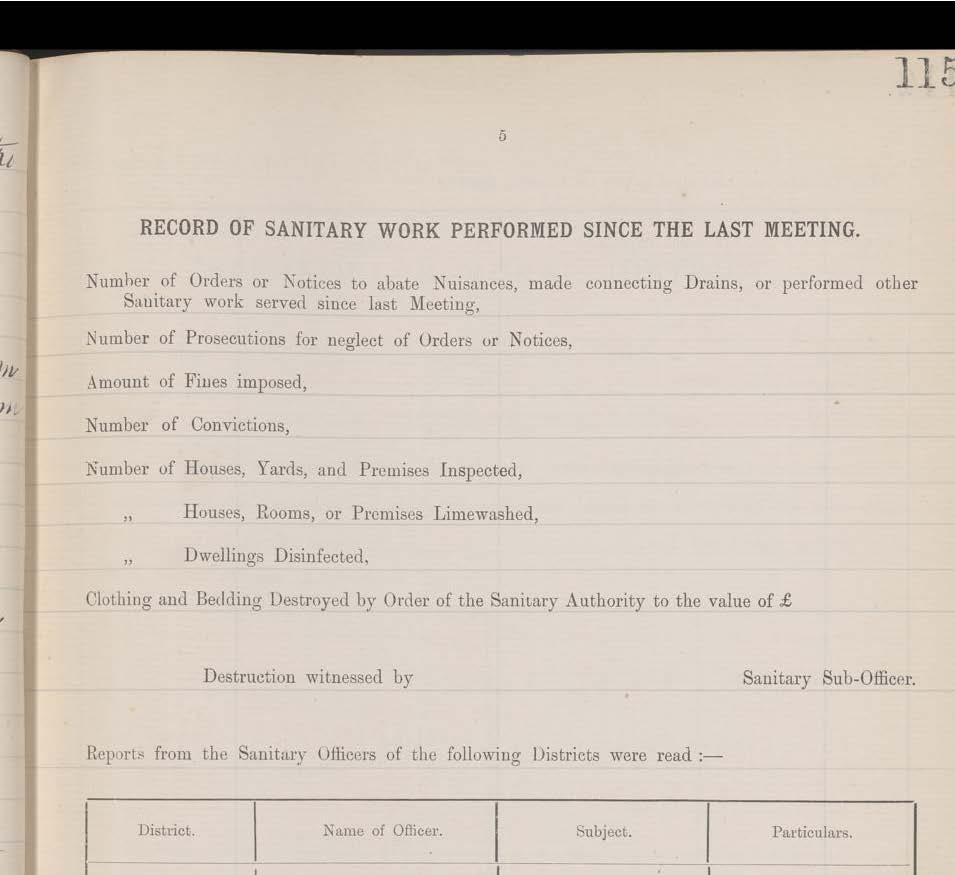 115
5
RECORD OF SANITARY WORK PERFORMED SINCE THE LAST MEETING.
Number of Orders or Notices to abate Nuisances, made connecting Drains, or performed other
Sanitary work served since last Meeting,
Number of Prosecutions for neglect of Orders or Notices,
Amount of Fines imposed,
Number of Convictions,
Number of Houses, Yards, and Premises Inspected,
„ Houses, Rooms, or Premises Limewashed,
„ Dwellings Disinfected,
Clothing and Bedding Destroyed by Order of the Sanitary Authority to the value of £
Destruction witnessed by Sanitary Sub-Officer.
Reports from the Sanitary Officers of the following Districts were read :—
District. Name of Officer. Subject. Particulars.